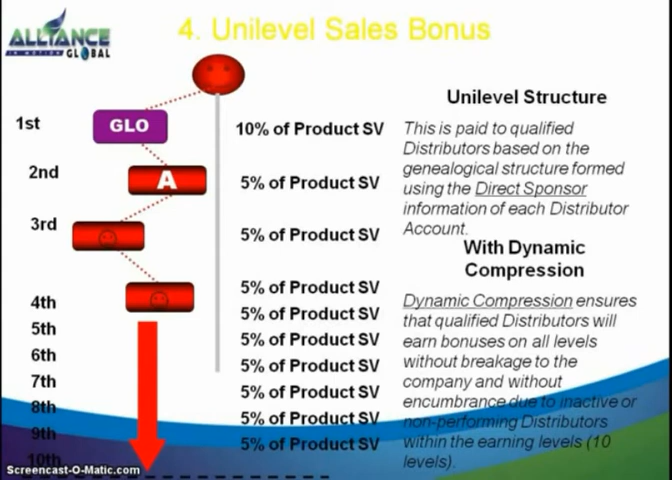 ALLIANCE
IN MOTION
GLOBAL
4. Unilevel Sales Bonus
1st
GLO
10% of Product SV
2nd
A
5% of Product SV
3rd
5% of Product SV
4th
5% of Product SV
5th
5% of Product SV
6th
5% of Product SV
7th
5% of Product SV
8th
5% of Product SV
9th
5% of Product SV
10th
5% of Product SV
Unilevel Structure
This is paid to qualified
Distributors based on the
genealogical structure formed
using the Direct Sponsor
information of each Distributor
Account.
With Dynamic
Compression
Dynamic Compression ensures
that qualified Distributors will
earn bonuses on all levels
without breakage to the
company and without
encumbrance due to inactive or
non-performing Distributors
within the earning levels (10
levels).
Screencast-O-Matic.com